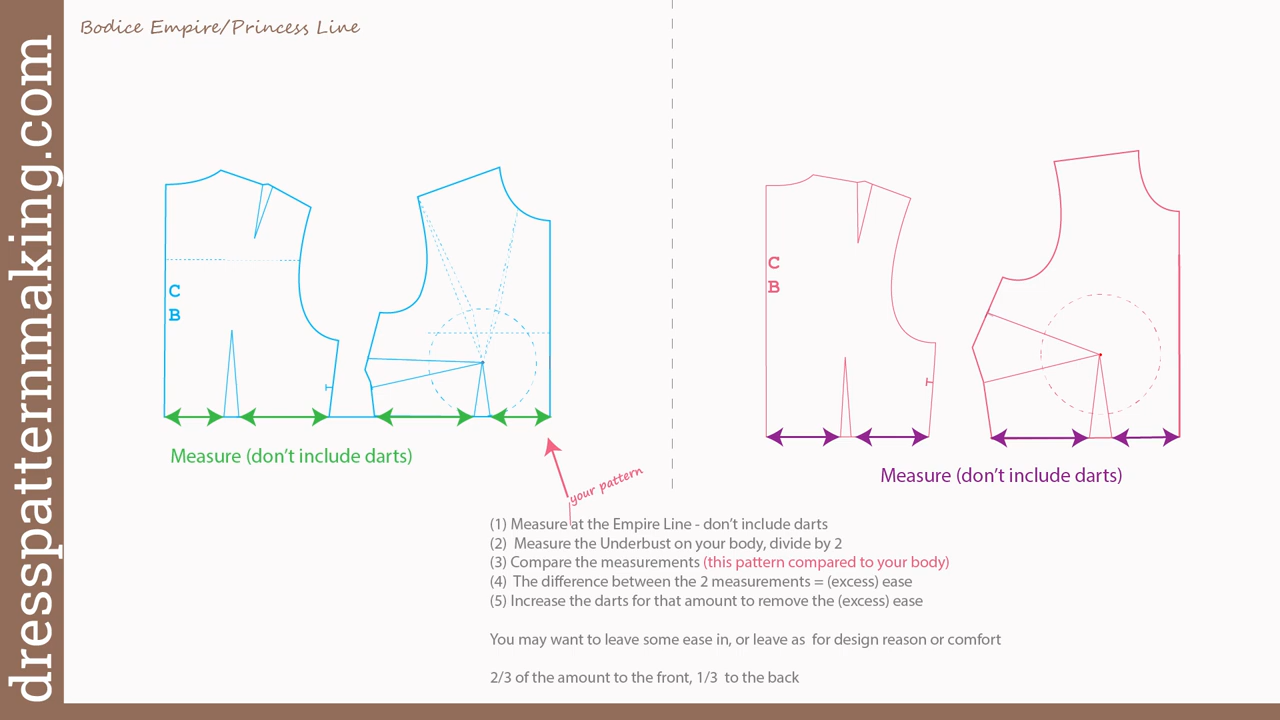 dresspatternmaking.com
Bodice Empire/Princess Line
C
B
C
B
Measure (don't include darts)
your pattern
Measure (don't include darts)
(1) Measure at the Empire Line - don't include darts
(2) Measure the Underbust on your body, divide by 2
(3) Compare the measurements (this pattern compared to your body)
(4) The difference between the 2 measurements = (excess) ease
(5) Increase the darts for that amount to remove the (excess) ease
You may want to leave some ease in, or leave as for design reason or comfort
2/3 of the amount to the front, 1/3 to the back